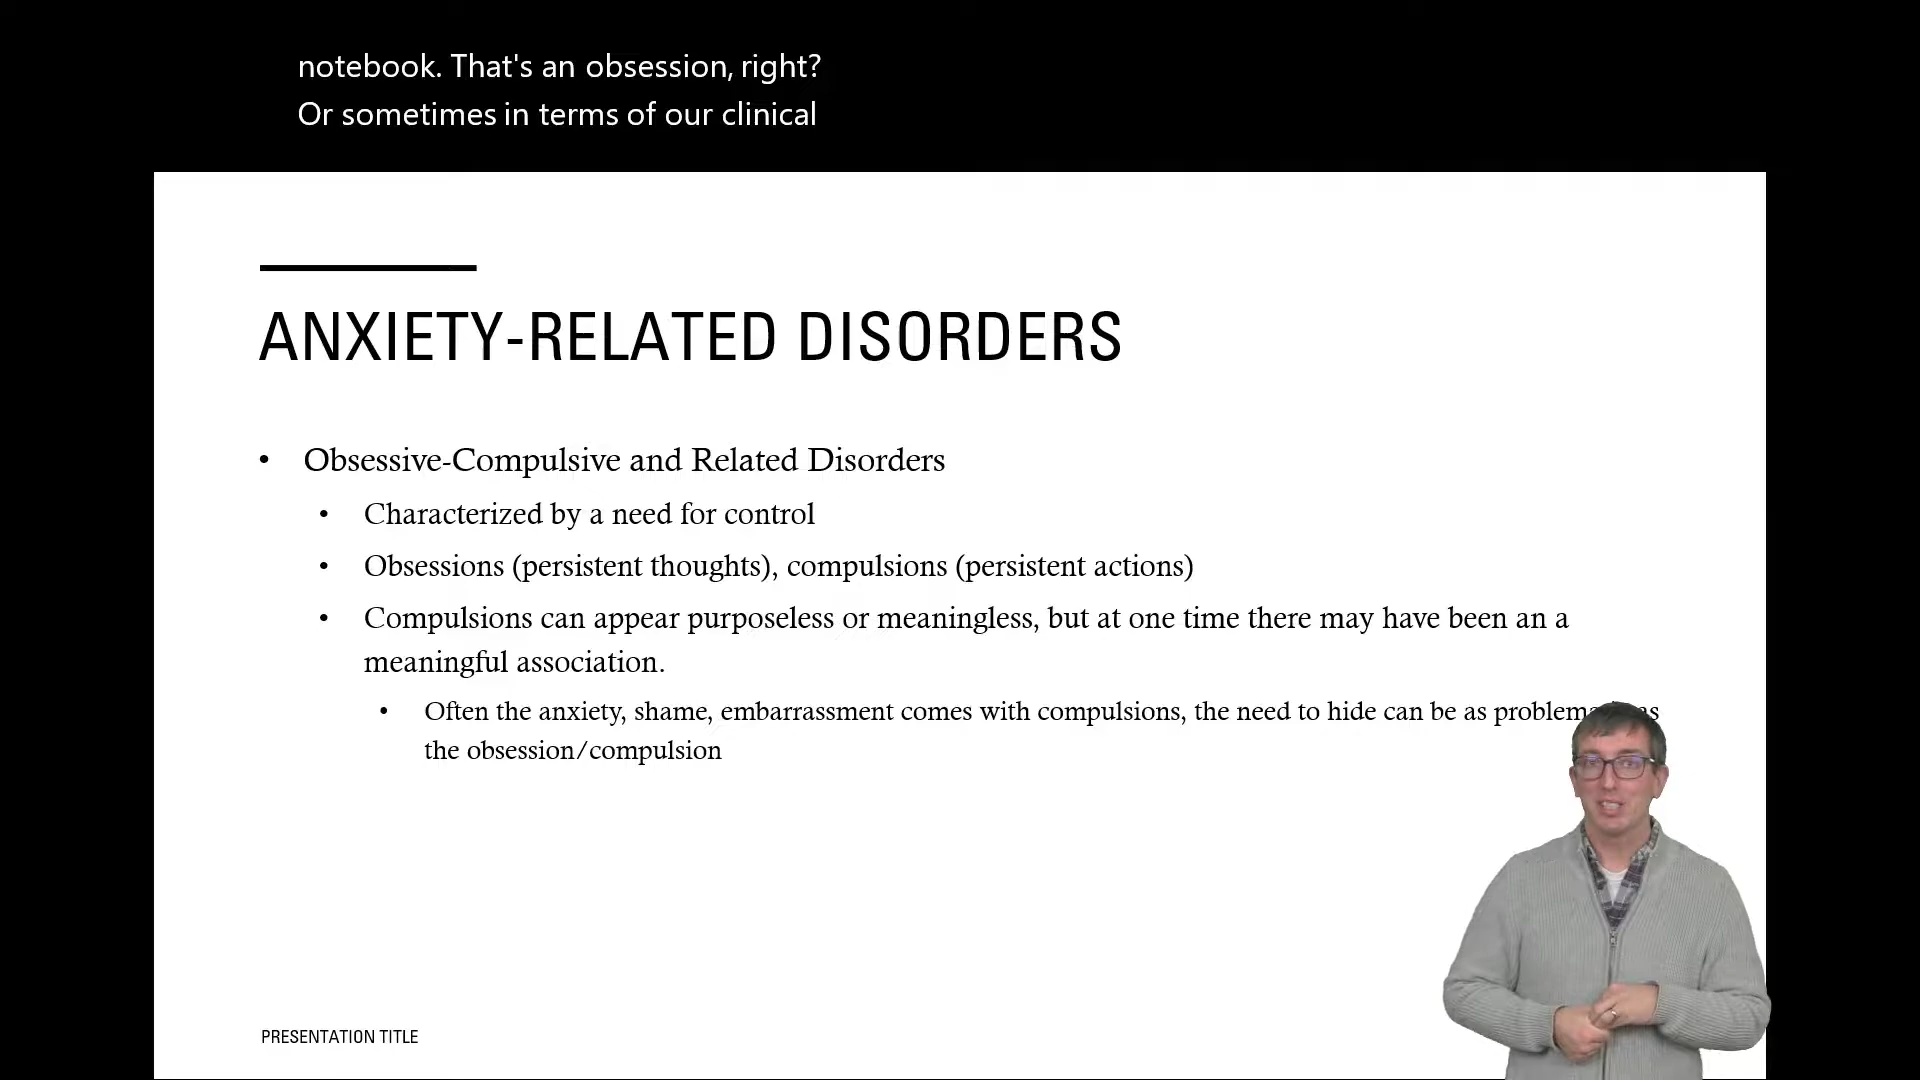 notebook. That's an obsession, right?
Or sometimes in terms of our clinical
ANXIETY-RELATED DISORDERS
• Obsessive-Compulsive and Related Disorders
• Characterized by a need for control
• Obsessions (persistent thoughts), compulsions (persistent actions)
• Compulsions can appear purposeless or meaningless, but at one time there may have been an a
meaningful association.
• Often the anxiety, shame, embarrassment comes with compulsions, the need to hide can be as
the obsession/compulsion
PRESENTATION TITLE